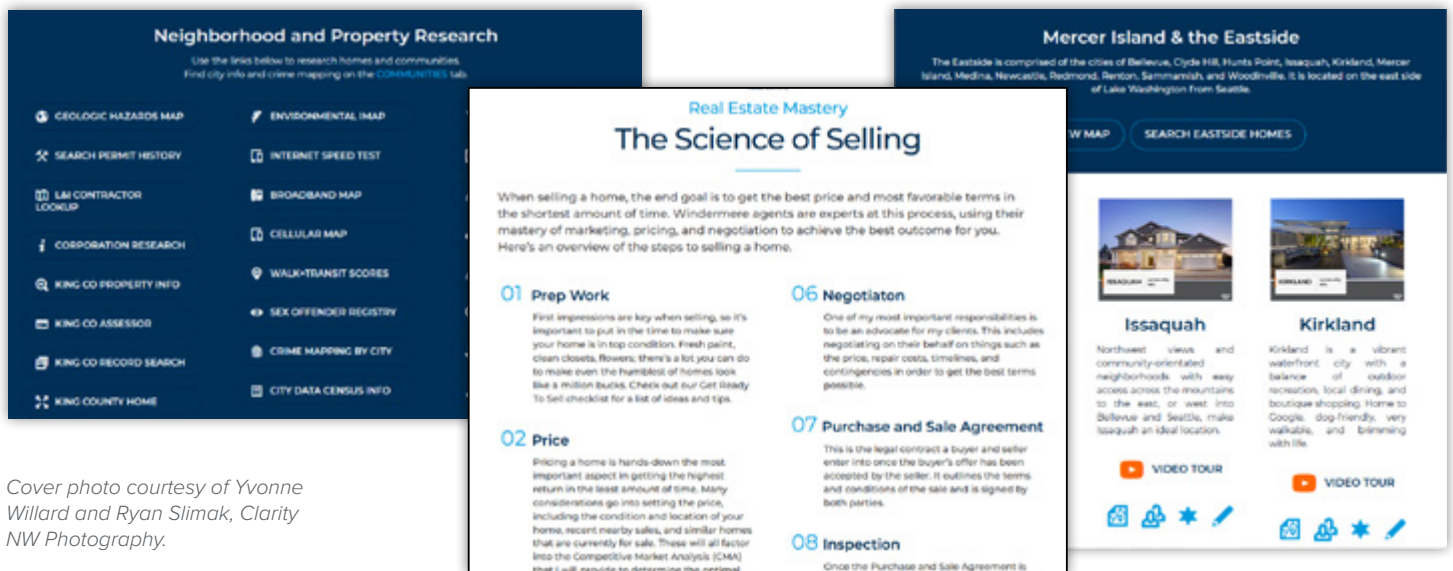 Neighborhood and Property Research
Use the links below to research homes and communities.
Find city info and crime mapping on the COMMUNITIES tab.
GEOLOGIC HAZARDS MAP
SEARCH PERMIT HISTORY
L&I CONTRACTOR
LOOKUP
CORPORATION RESEARCH
KING CO PROPERTY INFO
KING CO ASSESSOR
KING CO RECORD SEARCH
KING COUNTY HOME
ENVIRONMENTAL IMAP
INTERNET SPEED TEST
BROADBAND MAP
CELLULAR MAP
WALK+TRANSIT SCORES
SEX OFFENDER REGISTRY
CRIME MAPPING BY CITY
CITY DATA CENSUS INFO
Cover photo courtesy of Yvonne
Willard and Ryan Slimak, Clarity
NW Photography.
Real Estate Mastery
The Science of Selling
When selling a home, the end goal is to get the best price and most favorable terms in
the shortest amount of time. Windermere agents are experts at this process, using their
mastery of marketing, pricing, and negotiation to achieve the best outcome for you.
Here's an overview of the steps to selling a home.
01 Prep Work
First impressions are key when selling, so it's
important to put in the time to make sure
your home is in top condition. Fresh paint,
clean closets, flowers; there's a lot you can do
to make even the humblest of homes look
like a million bucks. Check out our Get Ready
To Sell checklist for a list of ideas and tips.
02 Price
Pricing a home is hands-down the most
important aspect in getting the highest
return in the least amount of time. Many
considerations go into setting the price,
including the condition and location of your
home, recent nearby sales, and similar homes
that are currently for sale. These will all factor
into the Competitive Market Analysis (CMA)
that I will provide to determine the optimal
06 Negotiaton
One of my most important responsibilities is
to be an advocate for my clients. This includes
negotiating on their behalf on things such as
the price, repair costs, timelines, and
contingencies in order to get the best terms
possible.
07 Purchase and Sale Agreement
This is the legal contract a buyer and seller
enter into once the buyer's offer has been
accepted by the seller. It outlines the terms
and conditions of the sale and is signed by
both parties.
08 Inspection
Once the Purchase and Sale Agreement is
Mercer Island & the Eastside
The Eastside is comprised of the cities of Bellevue, Clyde Hill, Hunts Point, Issaquah, Kirkland, Mercer
Island, Medina, Newcastle, Redmond, Renton, Sammamish, and Woodinville. It is located on the east side
of Lake Washington from Seattle.
W MAP
SEARCH EASTSIDE HOMES
ISSAQUAH
KIRKLAND
Issaquah
Northwest views and
community-orientated
neighborhoods with easy
access across the mountains
to the east, or west into
Bellevue and Seattle, make
Issaquah an ideal location.
VIDEO TOUR
Kirkland
Kirkland is a vibrant
waterfront city with a
balance of outdoor
recreation, local dining, and
boutique shopping. Home to
Google, dog-friendly, very
walkable, and brimming
with life.
VIDEO TOUR